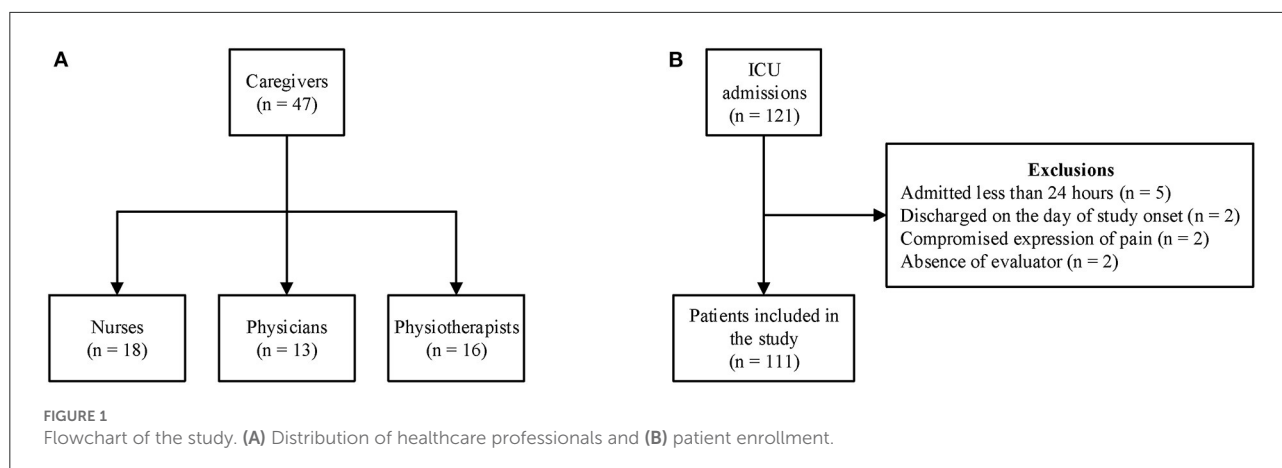 A
Caregivers
(n = 47)
Nurses
(n = 18)
Physicians
(n = 13)
Physiotherapists
(n = 16)
B
ICU
admissions
(n = 121)
Exclusions
Admitted less than 24 hours (n = 5)
Discharged on the day of study onset (n = 2)
Compromised expression of pain (n = 2)
Absence of evaluator (n = 2)
Patients included in
the study
(n = 111)
FIGURE 1
Flowchart of the study. (A) Distribution of healthcare professionals and (B) patient enrollment.